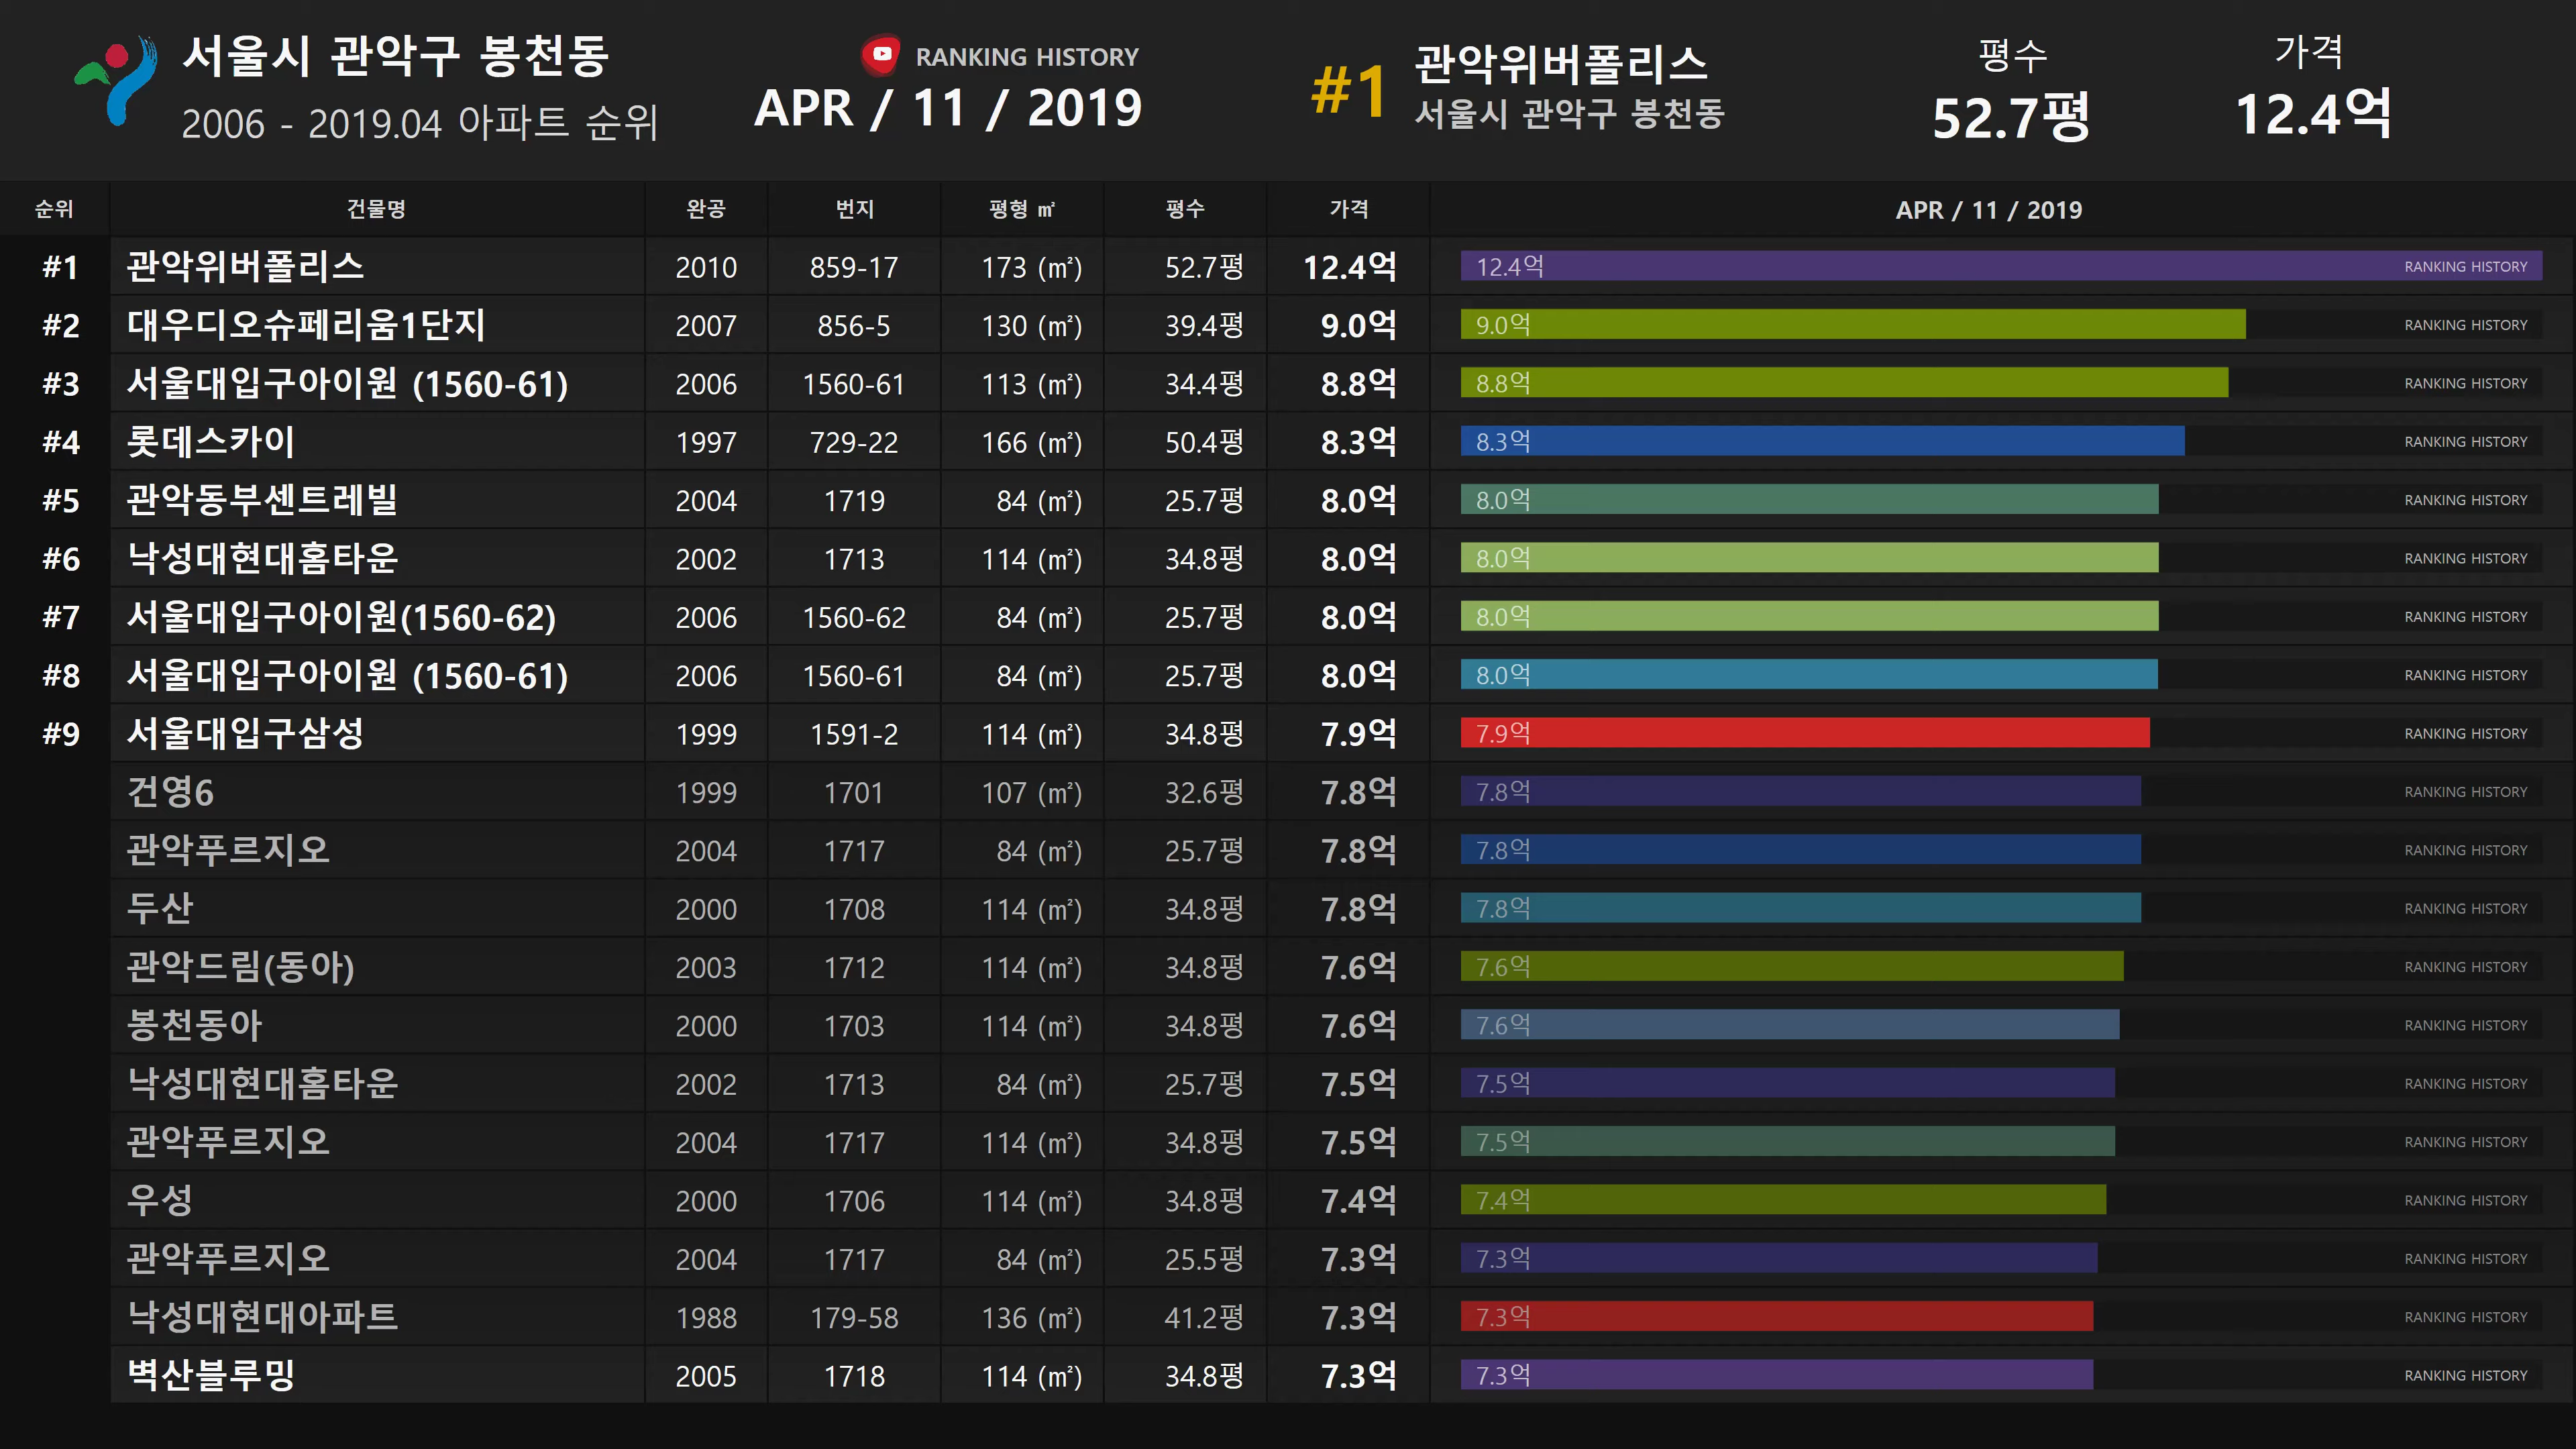 서울시 관악구 봉천동
2006 - 2019.04 아파트 순위
RANKING HISTORY
APR / 11 / 2019
#1 관악위버폴리스
서울시 관악구 봉천동
평수
52.7평
가격
12.4억
순위 건물명 완공 번지 평형 ㎡ 평수 가격 APR / 11 / 2019
#1 관악위버폴리스 2010 859-17 173 (㎡) 52.7평 12.4억 12.4억 RANKING HISTORY
#2 대우디오슈페리움1단지 2007 856-5 130 (㎡) 39.4평 9.0억 9.0억 RANKING HISTORY
#3 서울대입구아이원 (1560-61) 2006 1560-61 113 (㎡) 34.4평 8.8억 8.8억 RANKING HISTORY
#4 롯데스카이 1997 729-22 166 (㎡) 50.4평 8.3억 8.3억 RANKING HISTORY
#5 관악동부센트레빌 2004 1719 84 (㎡) 25.7평 8.0억 8.0억 RANKING HISTORY
#6 낙성대현대홈타운 2002 1713 114 (㎡) 34.8평 8.0억 8.0억 RANKING HISTORY
#7 서울대입구아이원(1560-62) 2006 1560-62 84 (㎡) 25.7평 8.0억 8.0억 RANKING HISTORY
#8 서울대입구아이원 (1560-61) 2006 1560-61 84 (㎡) 25.7평 8.0억 8.0억 RANKING HISTORY
#9 서울대입구삼성 1999 1591-2 114 (㎡) 34.8평 7.9억 7.9억 RANKING HISTORY
건영6 1999 1701 107 (㎡) 32.6평 7.8억 7.8억 RANKING HISTORY
관악푸르지오 2004 1717 84 (㎡) 25.7평 7.8억 7.8억 RANKING HISTORY
두산 2000 1708 114 (㎡) 34.8평 7.8억 7.8억 RANKING HISTORY
관악드림(동아) 2003 1712 114 (㎡) 34.8평 7.6억 7.6억 RANKING HISTORY
봉천동아 2000 1703 114 (㎡) 34.8평 7.6억 7.6억 RANKING HISTORY
낙성대현대홈타운 2002 1713 84 (㎡) 25.7평 7.5억 7.5억 RANKING HISTORY
관악푸르지오 2004 1717 114 (㎡) 34.8평 7.5억 7.5억 RANKING HISTORY
우성 2000 1706 114 (㎡) 34.8평 7.4억 7.4억 RANKING HISTORY
관악푸르지오 2004 1717 84 (㎡) 25.5평 7.3억 7.3억 RANKING HISTORY
낙성대현대아파트 1988 179-58 136 (㎡) 41.2평 7.3억 7.3억 RANKING HISTORY
벽산블루밍 2005 1718 114 (㎡) 34.8평 7.3억 7.3억 RANKING HISTORY